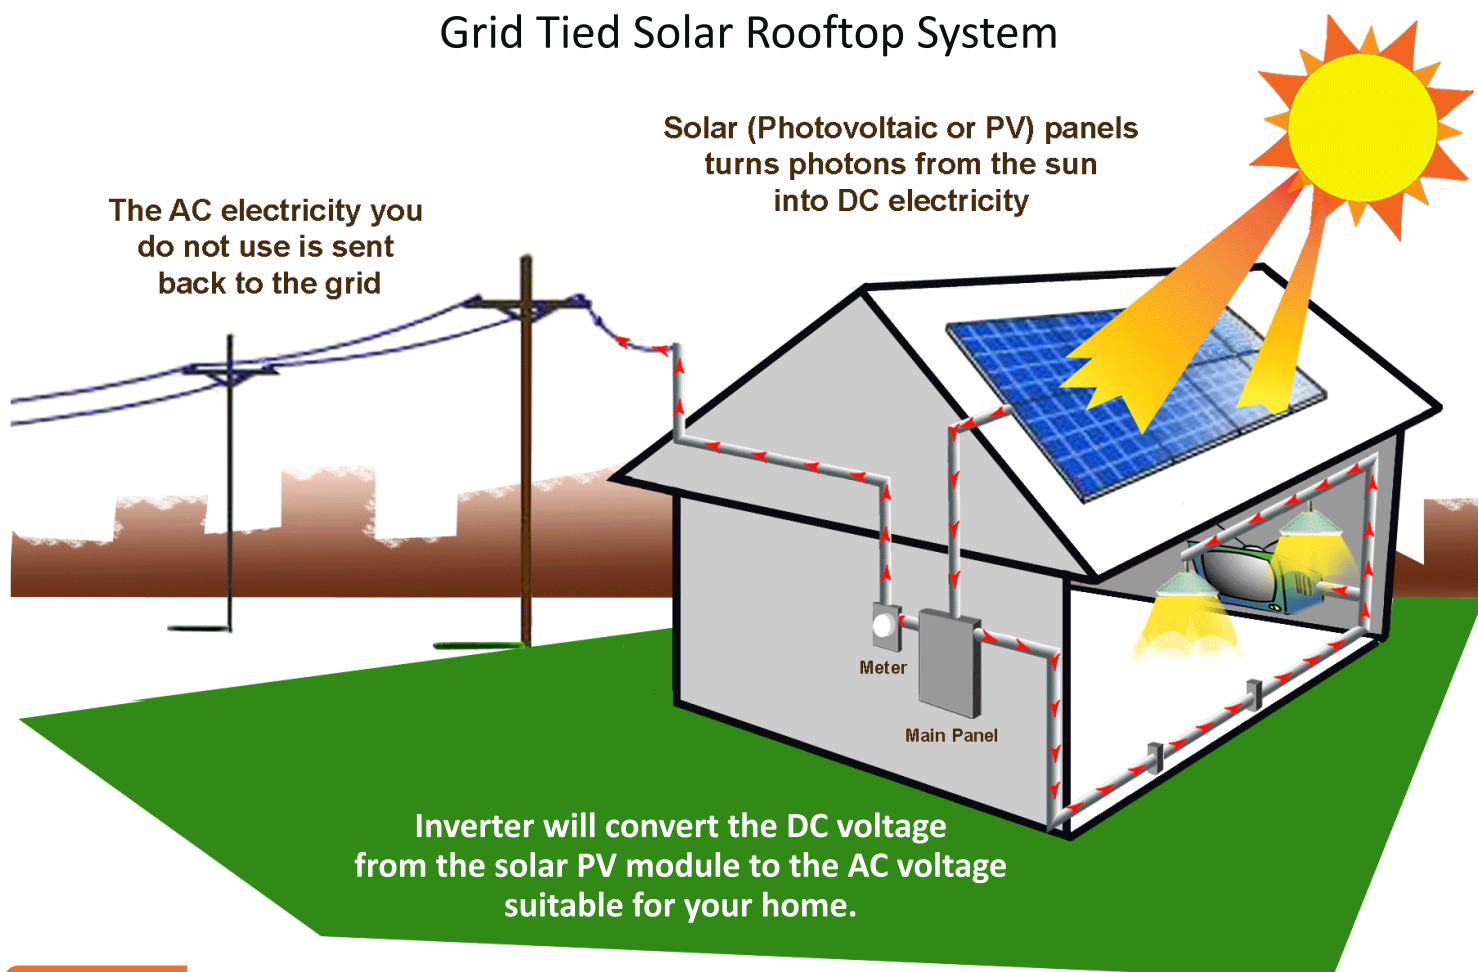 Grid Tied Solar Rooftop System
Solar (Photovoltaic or PV) panels
turns photons from the sun
into DC electricity
The AC electricity you
do not use is sent
back to the grid
Meter
Main Panel
Inverter will convert the DC voltage
from the solar PV module to the AC voltage
suitable for your home.